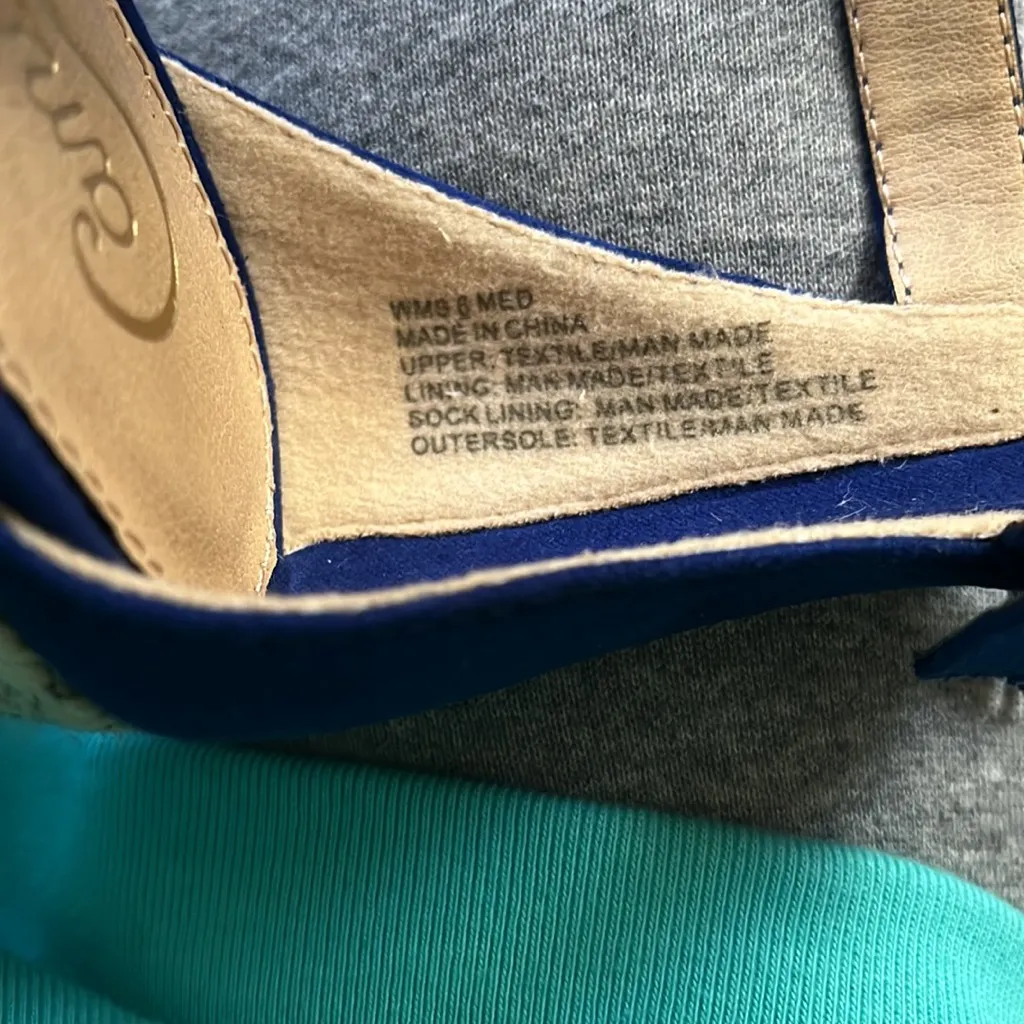 WMS 6 MED
MADE IN CHINA
UPPER: TEXTILE/MAN MADE
LINING: MAN MADE/TEXTILE
SOCK LINING: MAN MADE/TEXTILE
OUTERSOLE: TEXTILE/MAN MADE